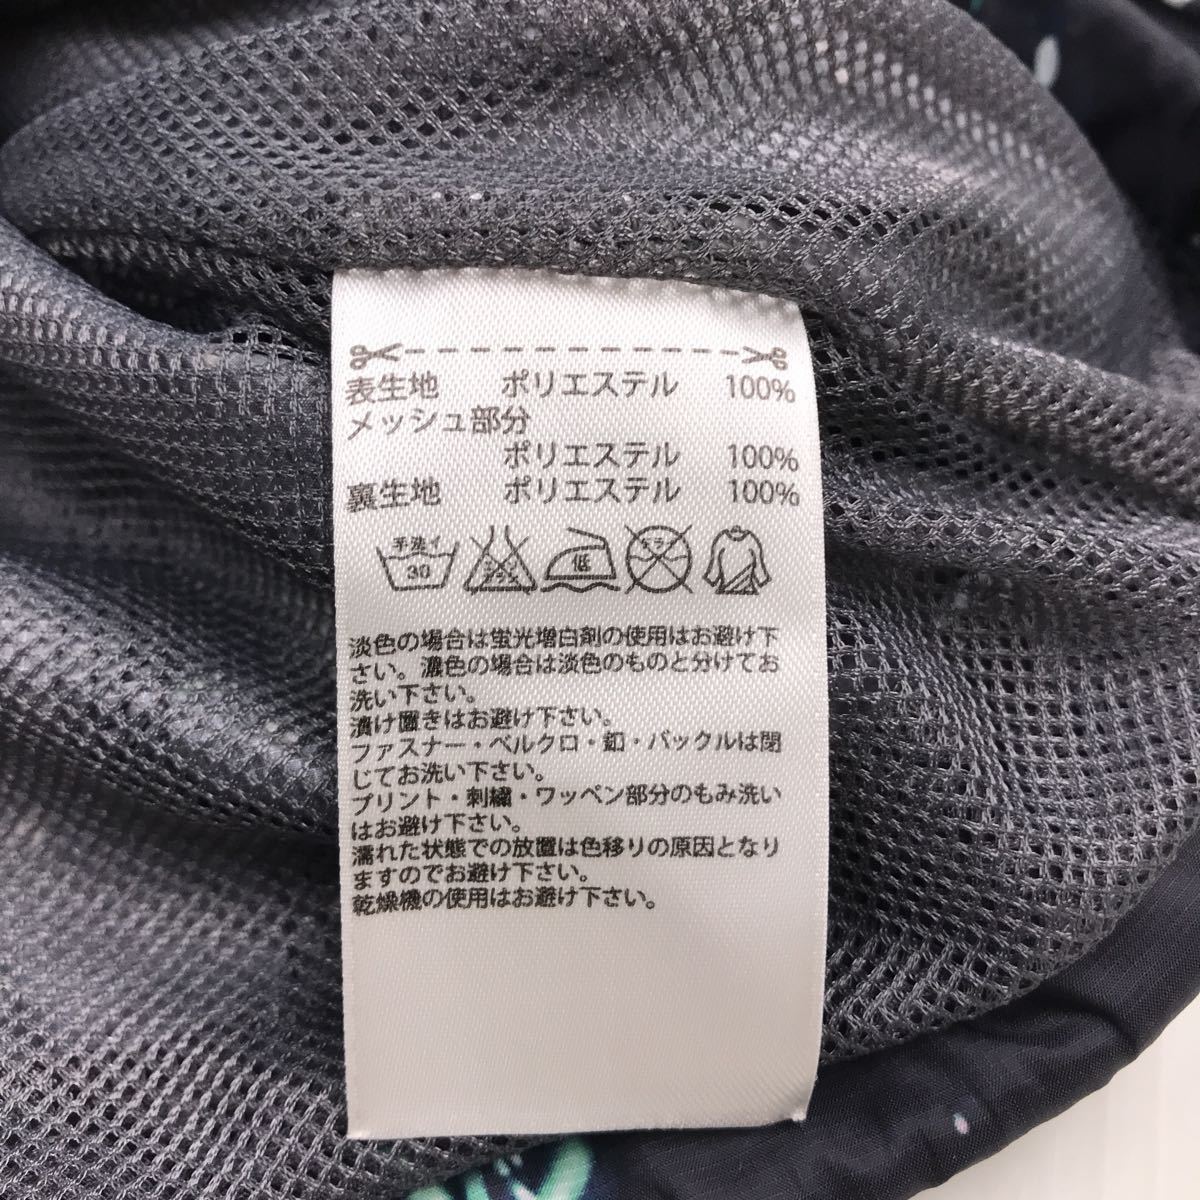 表生地 ポリエステル 100%
メッシュ部分
ポリエステル 100%
裏生地 ポリエステル 100%
手洗イ 30 エンソサラシ 低 ドライ
淡色の場合は蛍光増白剤の使用はお避け下
さい。濃色の場合は淡色のものと分けてお
洗い下さい。
漬け置きはお避け下さい。
ファスナー・ベルクロ・釦・バックルは閉
じてお洗い下さい。
プリント・刺繍・ワッペン部分のもみ洗い
はお避け下さい。
濡れた状態での放置は色移りの原因となり
ますのでお避け下さい。
乾燥機の使用はお避け下さい。